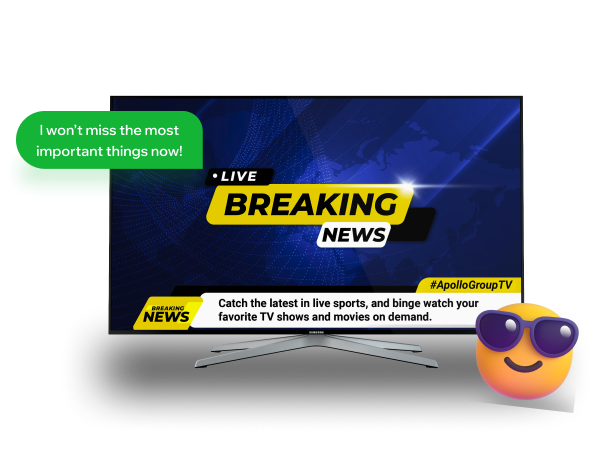 I won't miss the most
important things now!
• LIVE
BREAKING
NEWS
#ApolloGroupTV
BREAKING
NEWS
Catch the latest in live sports, and binge watch your
favorite TV shows and movies on demand.
SAMSUNG